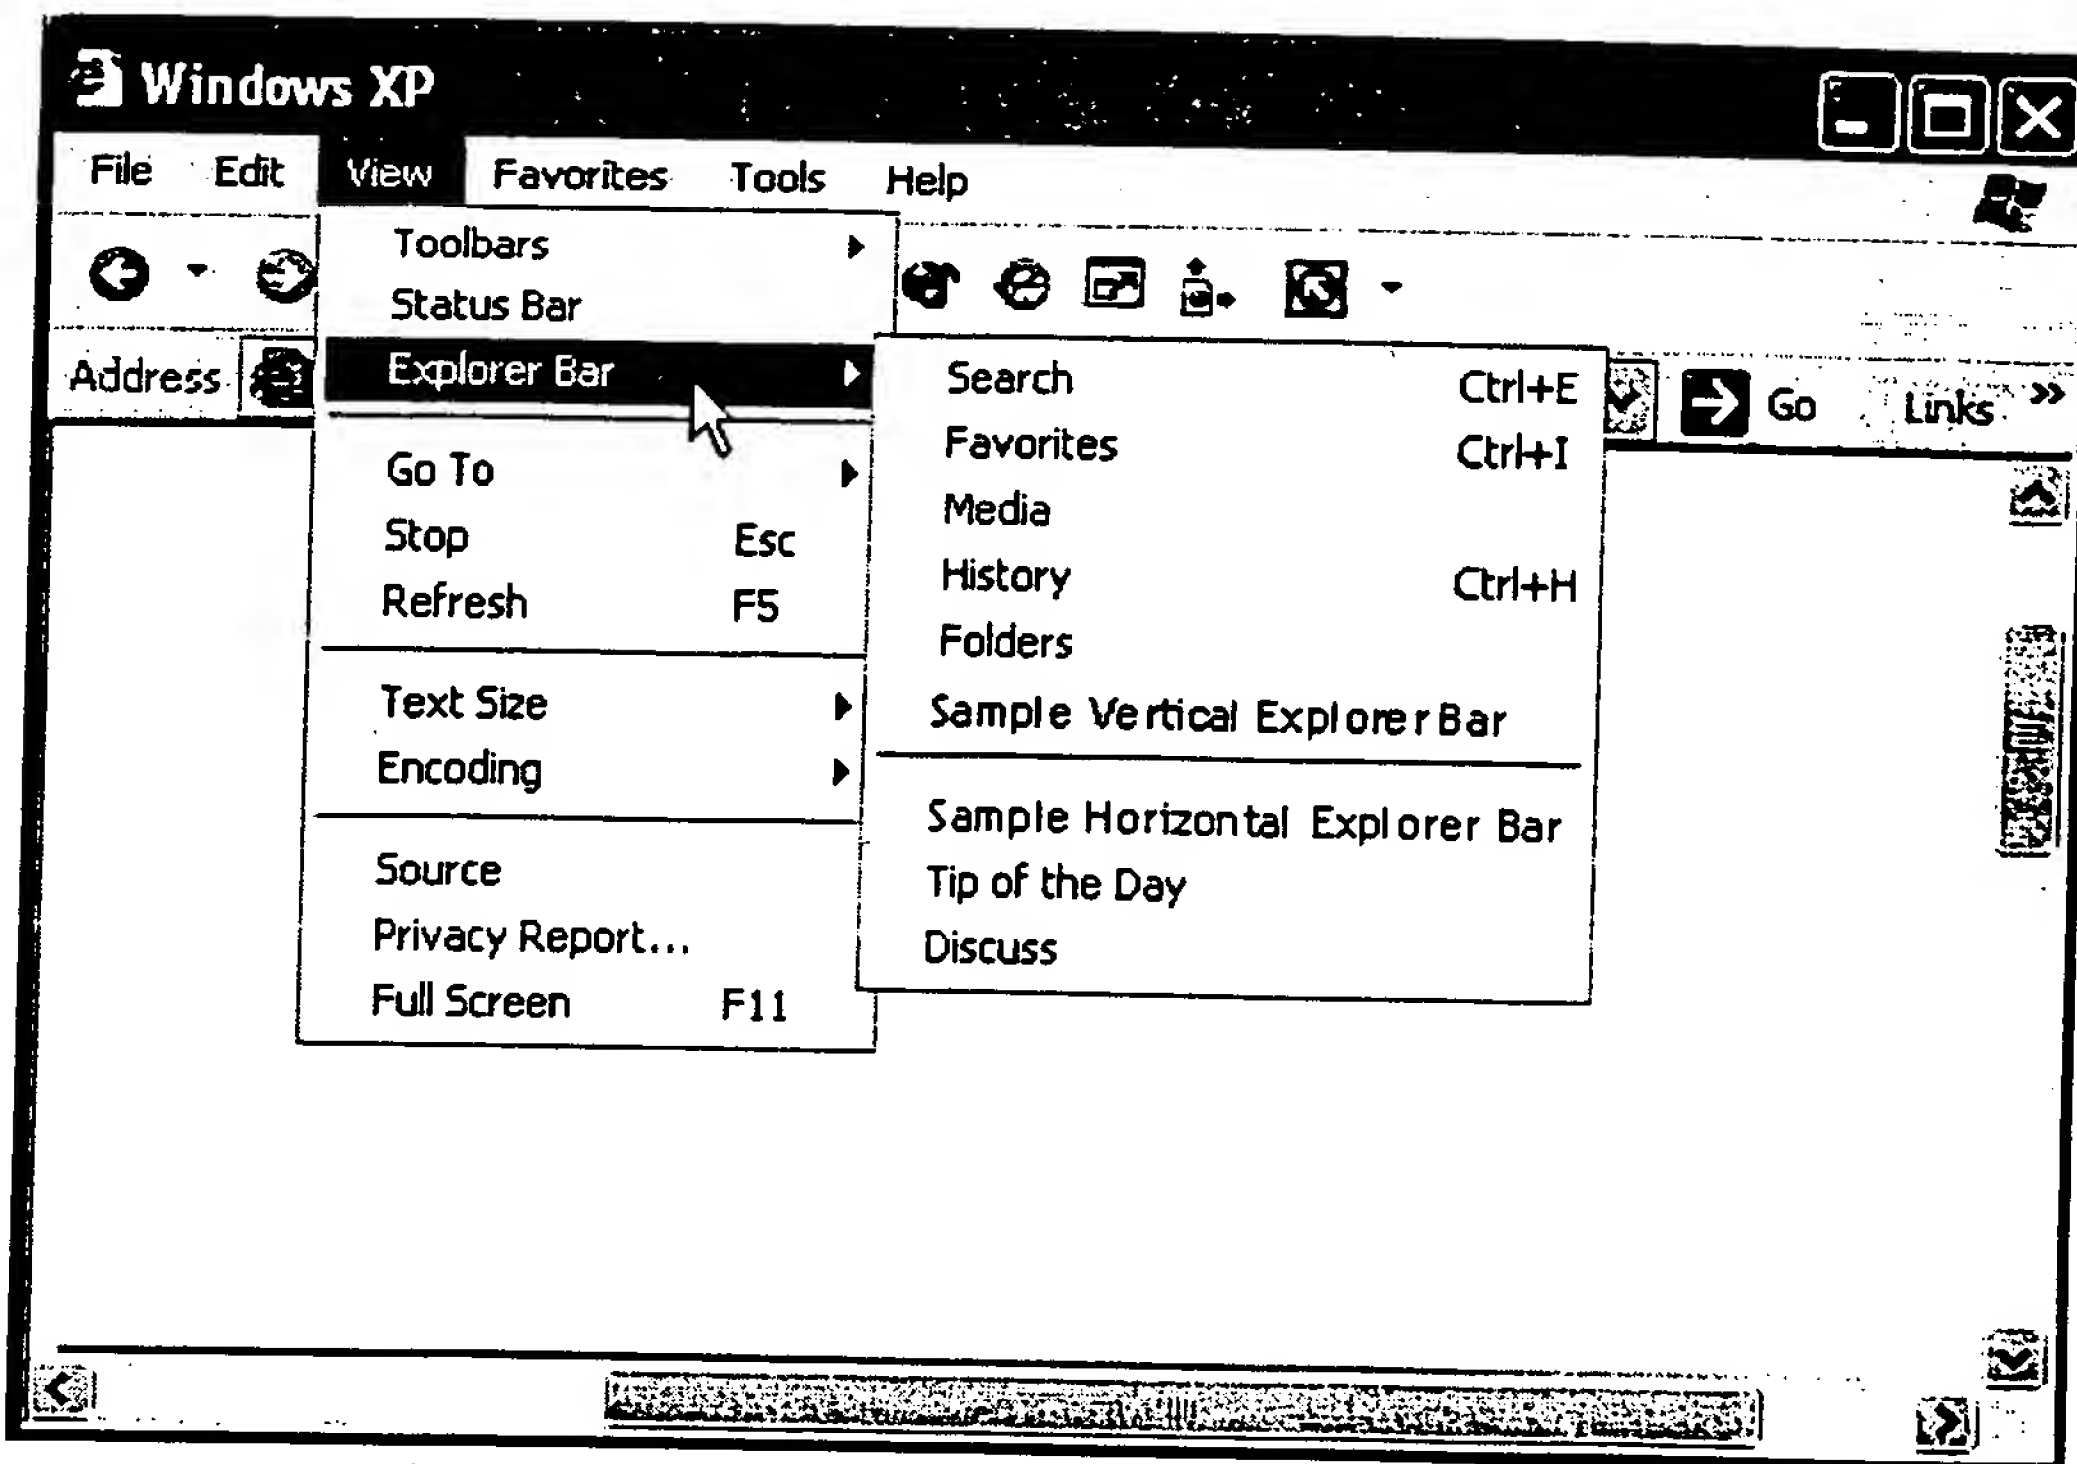 Windows XP
File Edit View Favorites Tools Help
Toolbars
Status Bar
Address Explorer Bar Search Ctrl+E Go Links »
Favorites Ctrl+I
Go To
Media
Stop Esc
History Ctrl+H
Refresh F5
Folders
Text Size
Sample Vertical Explorer Bar
Encoding
Sample Horizontal Explorer Bar
Source
Tip of the Day
Privacy Report...
Discuss
Full Screen F11